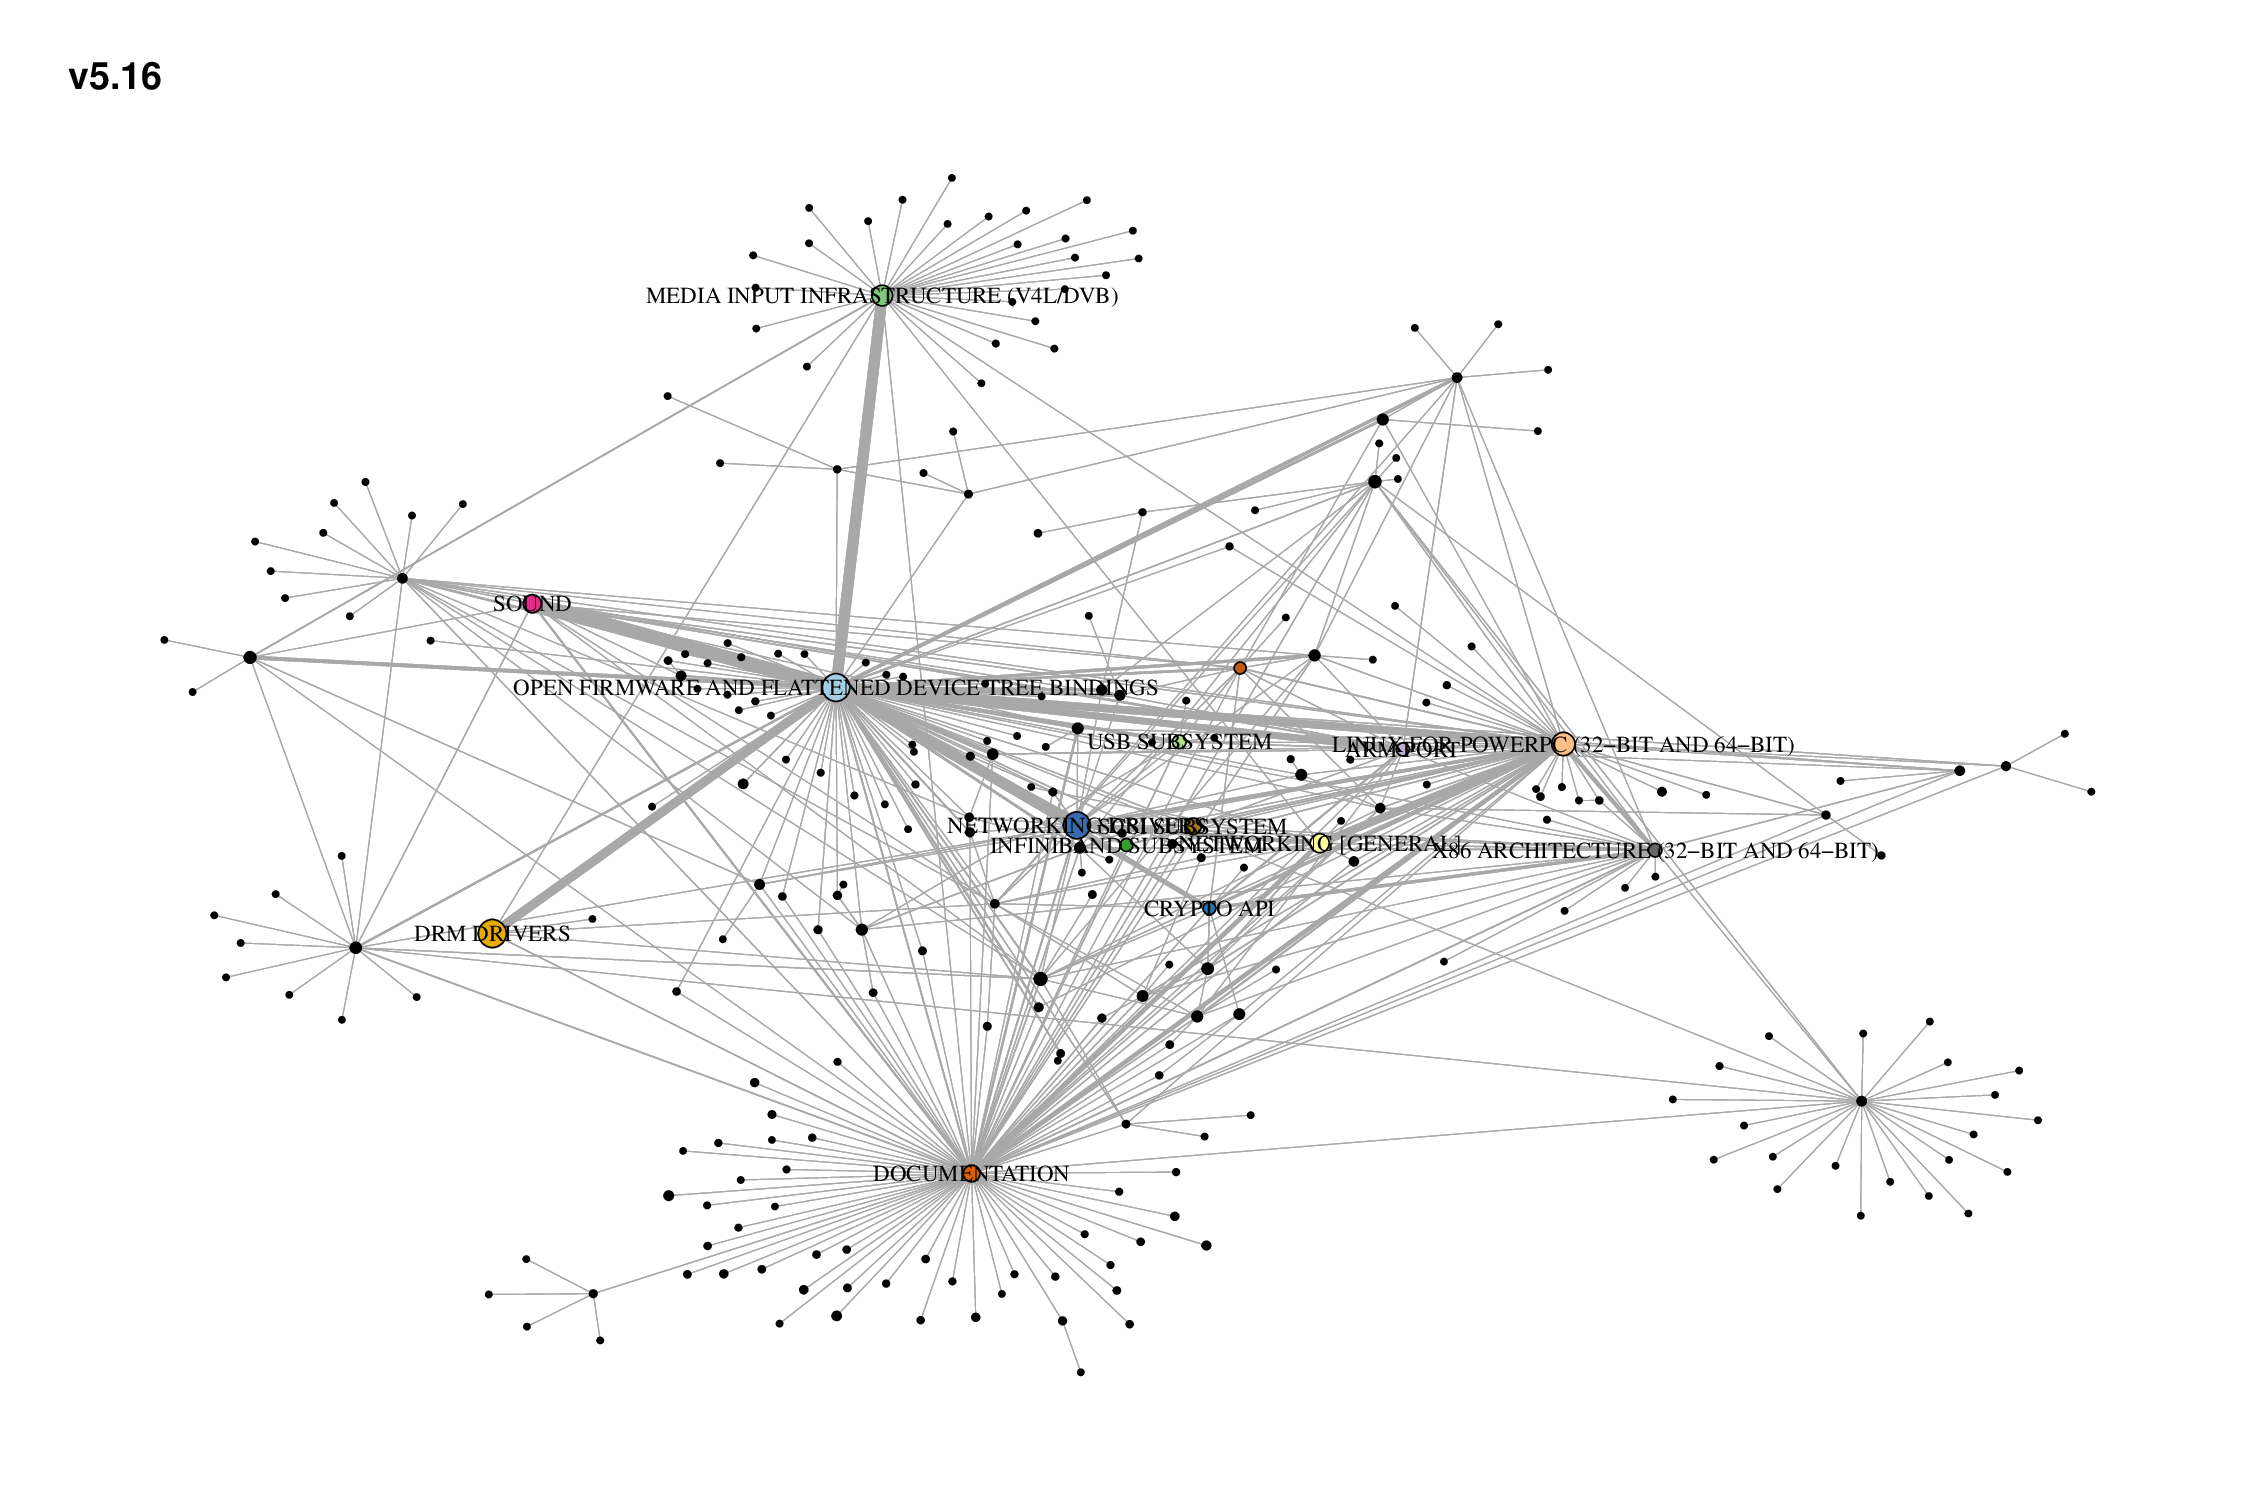 v5.16
MEDIA INPUT INFRASTRUCTURE (V4L/DVB)
SOUND
OPEN FIRMWARE AND FLATTENED DEVICE TREE BINDINGS
USB SUBSYSTEM
LINUX FOR POWERPC (32−BIT AND 64−BIT)
ARM PORT
NETWORKING DRIVERS
SCSI SUBSYSTEM
INFINIBAND SUBSYSTEM
NETWORKING [GENERAL]
X86 ARCHITECTURE (32−BIT AND 64−BIT)
CRYPTO API
DRM DRIVERS
DOCUMENTATION